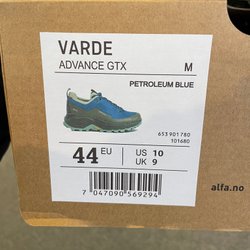 VARDE
ADVANCE GTX M
PETROLEUM BLUE
653 901 780
101680
44 EU US 10
UK 9
7 047090 569294
alfa.no